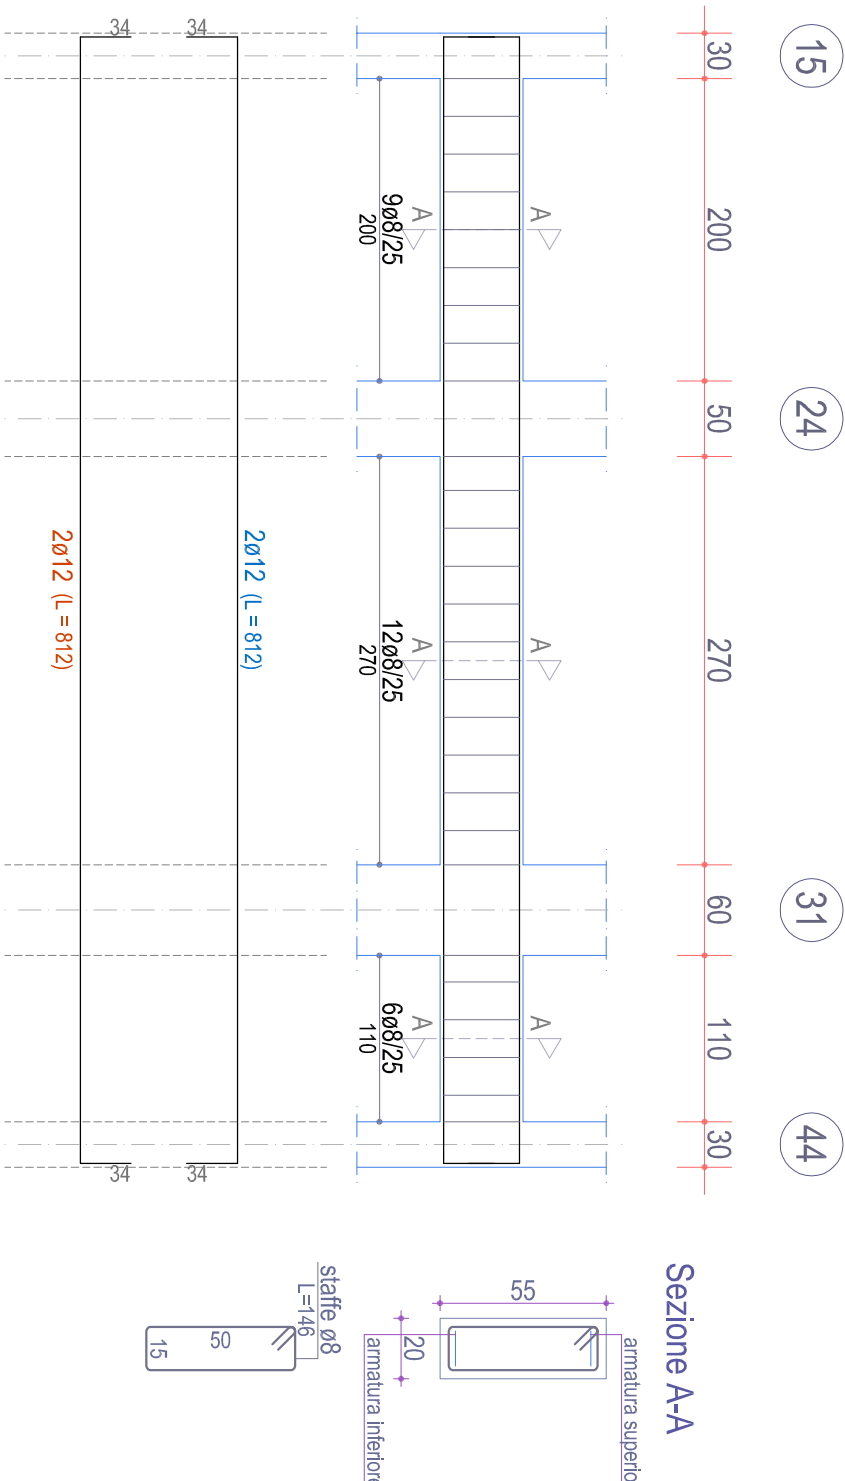 15
24
31
44
30
200
50
270
60
110
30
A
A
A
A
A
A
9ø8/25
200
12ø8/25
270
6ø8/25
110
34
34
2ø12 (L = 812)
2ø12 (L = 812)
34
34
Sezione A-A
armatura superio
55
20
armatura inferiore
staffe ø8
L=146
50
15